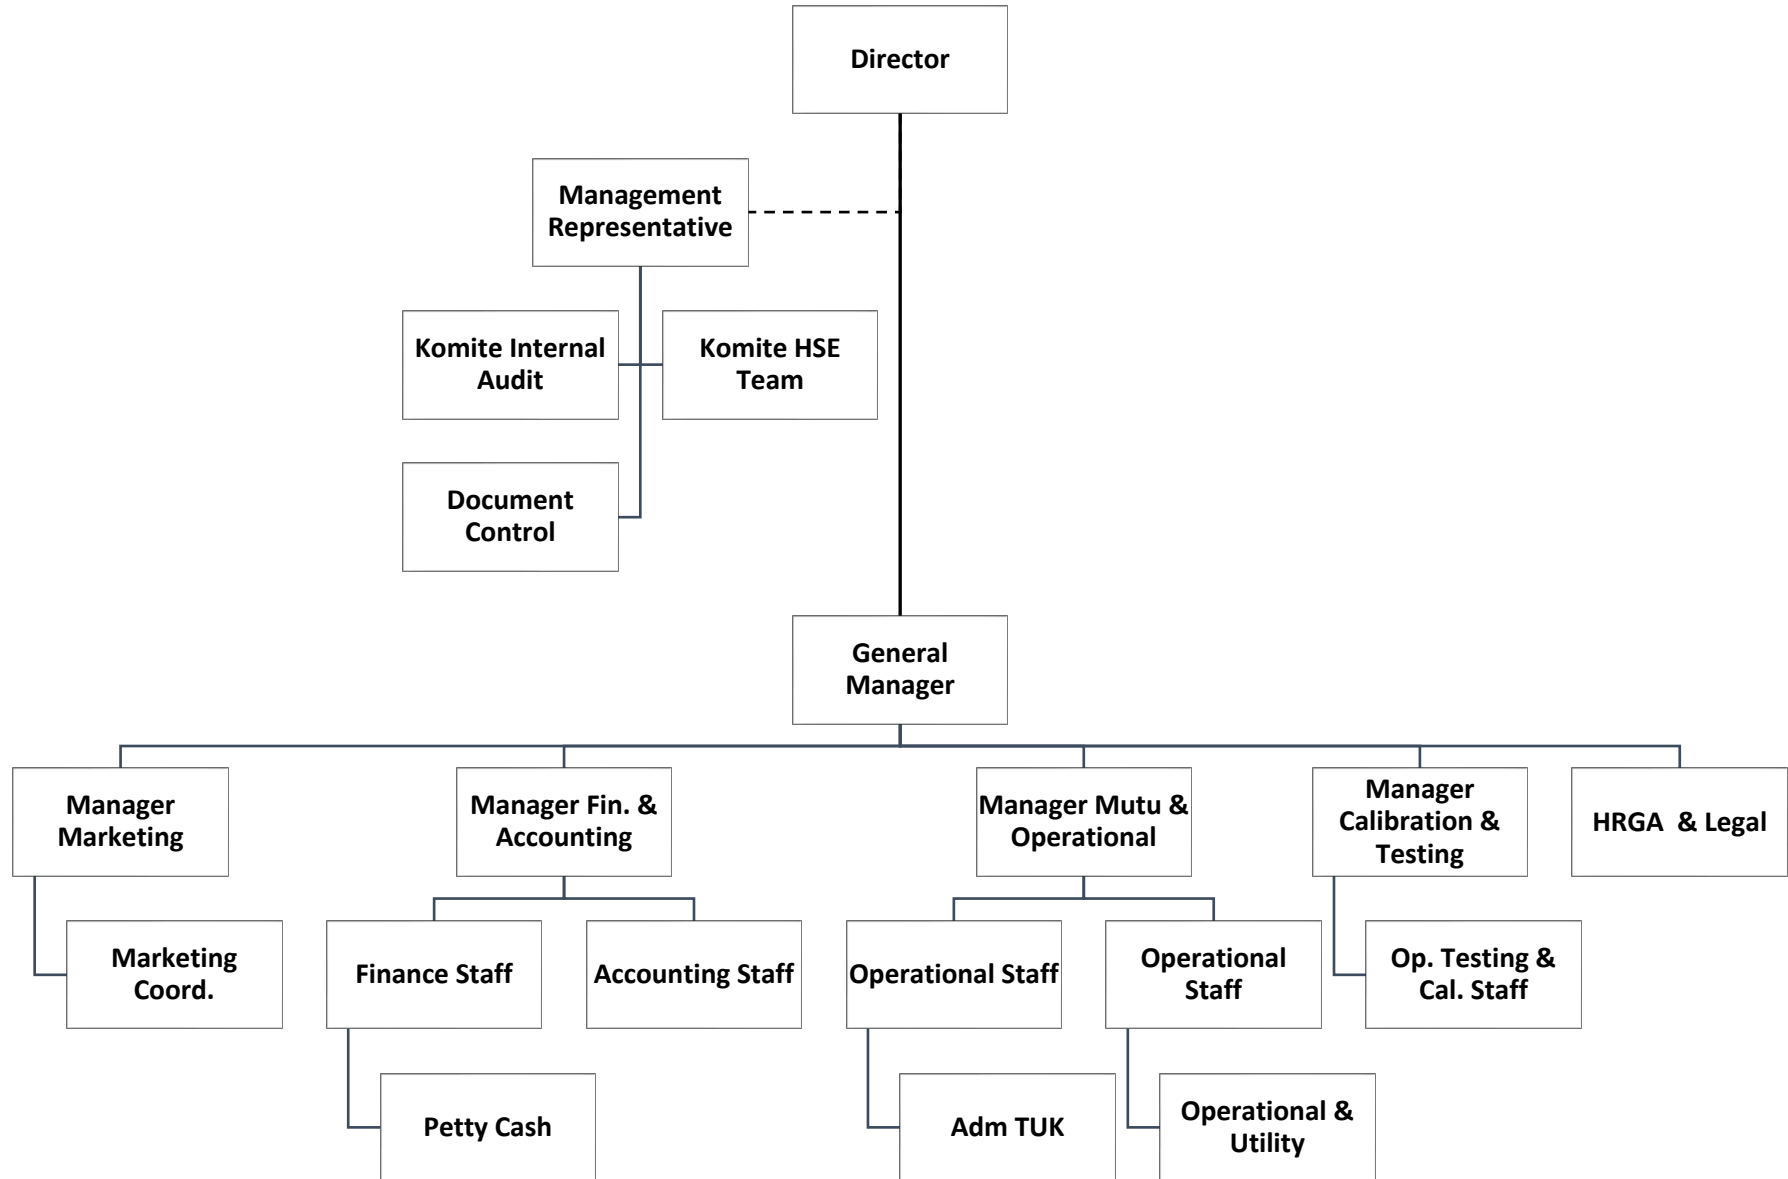 Director
Management
Representative
Komite Internal
Audit
Komite HSE
Team
Document
Control
General
Manager
Manager
Marketing
Manager Fin. &
Accounting
Manager Mutu &
Operational
Manager
Calibration &
Testing
HRGA  & Legal
Marketing
Coord.
Finance Staff
Accounting Staff
Operational Staff
Operational
Staff
Op. Testing &
Cal. Staff
Petty Cash
Adm TUK
Operational &
Utility